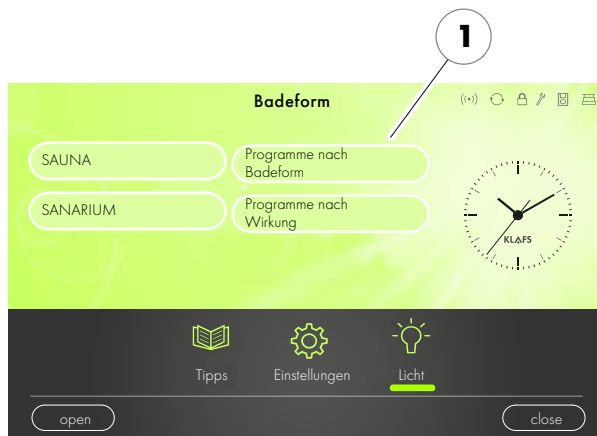 1
Badeform
SAUNA
Programme nach
Badeform
SANARIUM
Programme nach
Wirkung
KLAFS
Tipps
Einstellungen
Licht
open
close